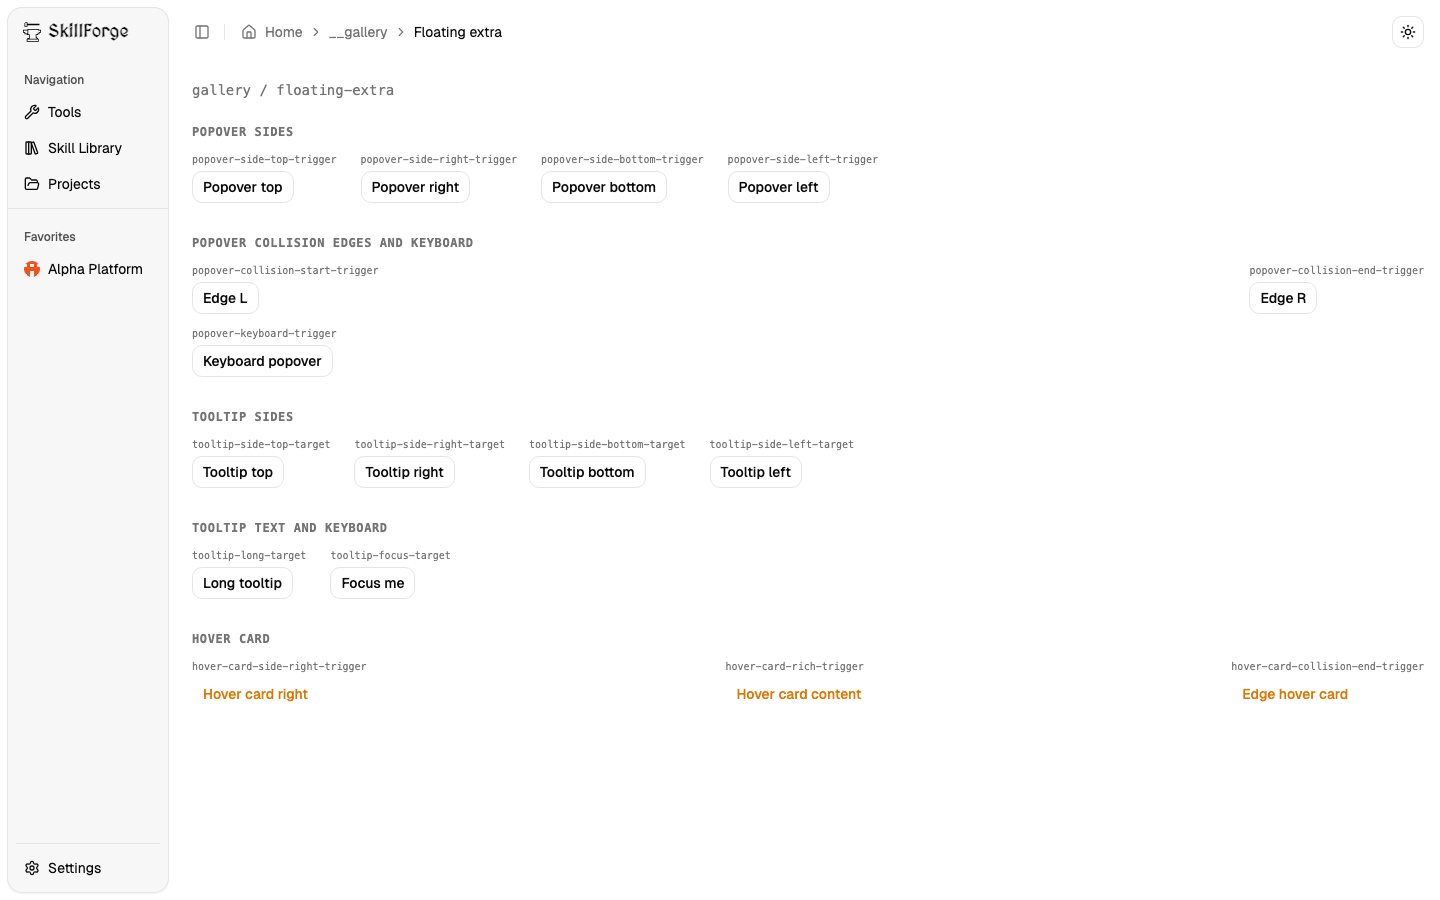 SkillForge
Navigation
Tools
Skill Library
Projects
Favorites
Alpha Platform
Settings
Home > __gallery > Floating extra
gallery / floating-extra
POPOVER SIDES
popover-side-top-trigger popover-side-right-trigger popover-side-bottom-trigger popover-side-left-trigger
Popover top Popover right Popover bottom Popover left
POPOVER COLLISION EDGES AND KEYBOARD
popover-collision-start-trigger popover-collision-end-trigger
Edge L Edge R
popover-keyboard-trigger
Keyboard popover
TOOLTIP SIDES
tooltip-side-top-target tooltip-side-right-target tooltip-side-bottom-target tooltip-side-left-target
Tooltip top Tooltip right Tooltip bottom Tooltip left
TOOLTIP TEXT AND KEYBOARD
tooltip-long-target tooltip-focus-target
Long tooltip Focus me
HOVER CARD
hover-card-side-right-trigger hover-card-rich-trigger hover-card-collision-end-trigger
Hover card right Hover card content Edge hover card